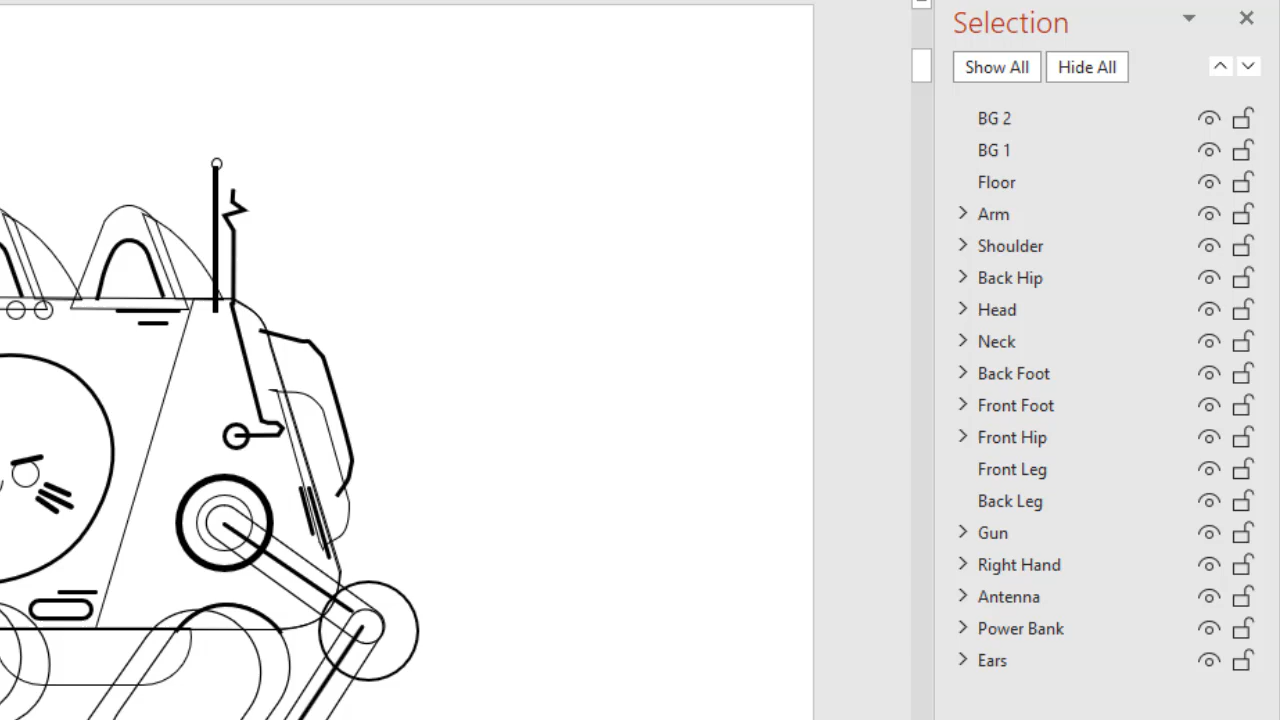 Selection
Show All Hide All
BG 2
BG 1
Floor
Arm
Shoulder
Back Hip
Head
Neck
Back Foot
Front Foot
Front Hip
Front Leg
Back Leg
Gun
Right Hand
Antenna
Power Bank
Ears